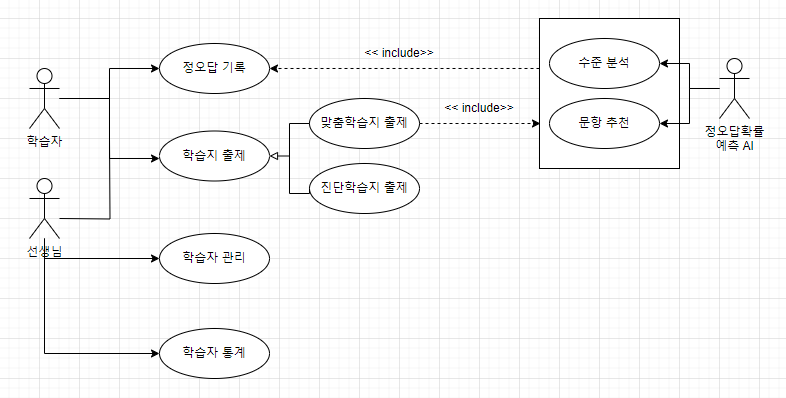 << include>>
정오답 기록
수준 분석
<< include>>
맞춤학습지 출제
문항 추천
학습자
정오답확률
예측 AI
학습지 출제
진단학습지 출제
선생님
학습자 관리
학습자 통계